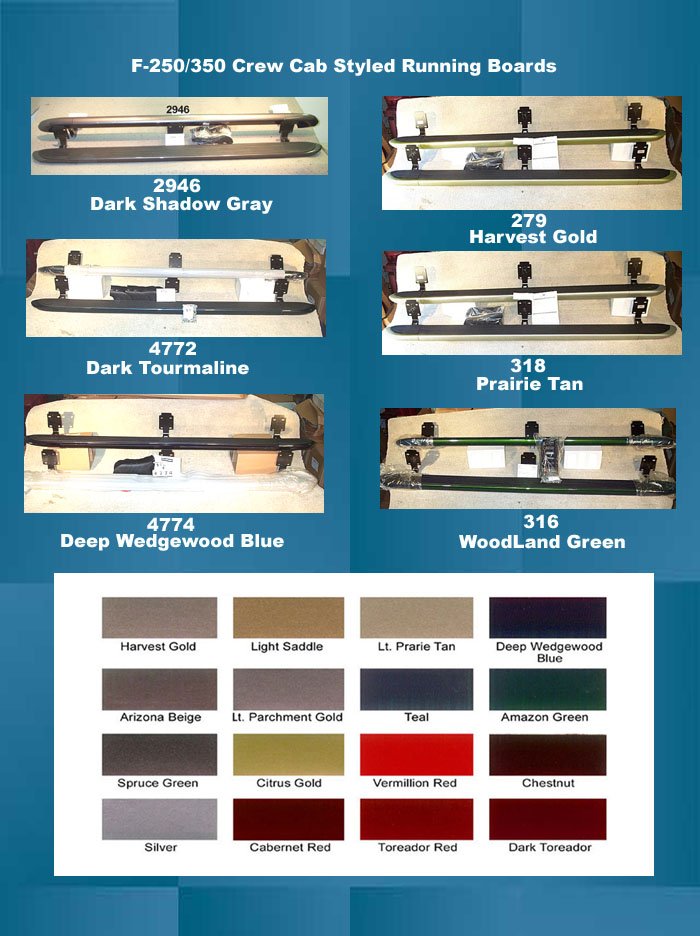 F-250/350 Crew Cab Styled Running Boards
2946
2946
Dark Shadow Gray
279
Harvest Gold
4772
Dark Tourmaline
318
Prairie Tan
4774
Deep Wedgewood Blue
316
WoodLand Green
Harvest Gold
Light Saddle
Lt. Prarie Tan
Deep Wedgewood
Blue
Arizona Beige
Lt. Parchment Gold
Teal
Amazon Green
Spruce Green
Citrus Gold
Vermillion Red
Chestnut
Silver
Cabernet Red
Toreador Red
Dark Toreador